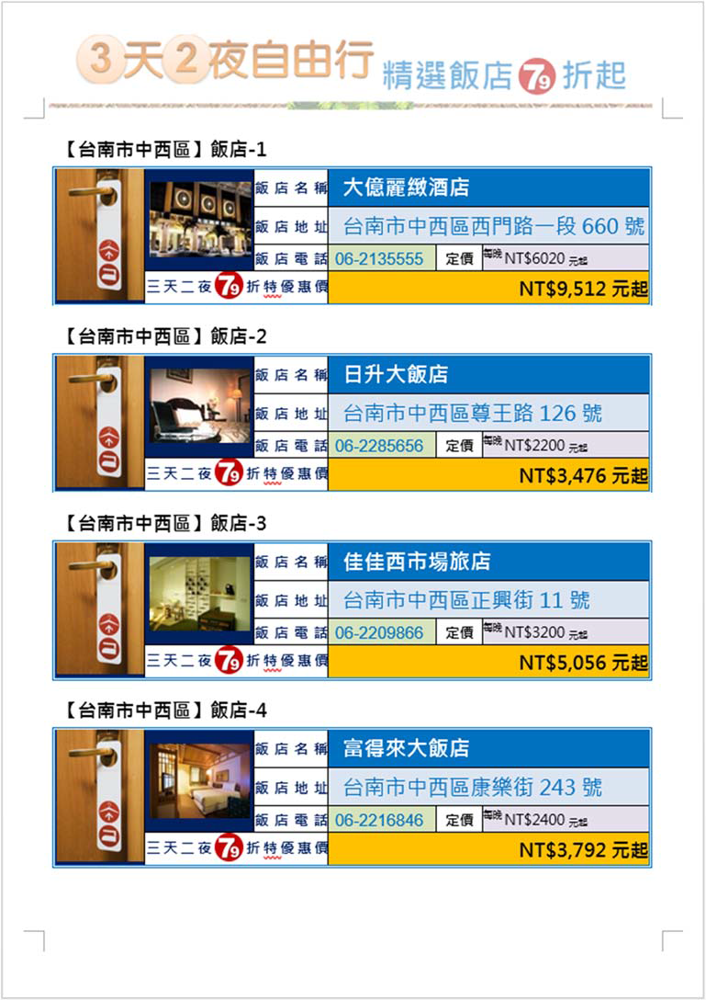 3天2夜自由行 精選飯店79折起
【台南市中西區】飯店-1
飯店名稱 大億麗緻酒店
飯店地址 台南市中西區西門路一段 660 號
飯店電話 06-2135555 定價 每晚 NT$6020 元起
三天二夜79折特優惠價 NT$9,512 元起
【台南市中西區】飯店-2
飯店名稱 日升大飯店
飯店地址 台南市中西區尊王路 126 號
飯店電話 06-2285656 定價 每晚 NT$2200 元起
三天二夜79折特優惠價 NT$3,476 元起
【台南市中西區】飯店-3
飯店名稱 佳佳西市場旅店
飯店地址 台南市中西區正興街 11 號
飯店電話 06-2209866 定價 每晚 NT$3200 元起
三天二夜79折特優惠價 NT$5,056 元起
【台南市中西區】飯店-4
飯店名稱 富得來大飯店
飯店地址 台南市中西區康樂街 243 號
飯店電話 06-2216846 定價 每晚 NT$2400 元起
三天二夜79折特優惠價 NT$3,792 元起